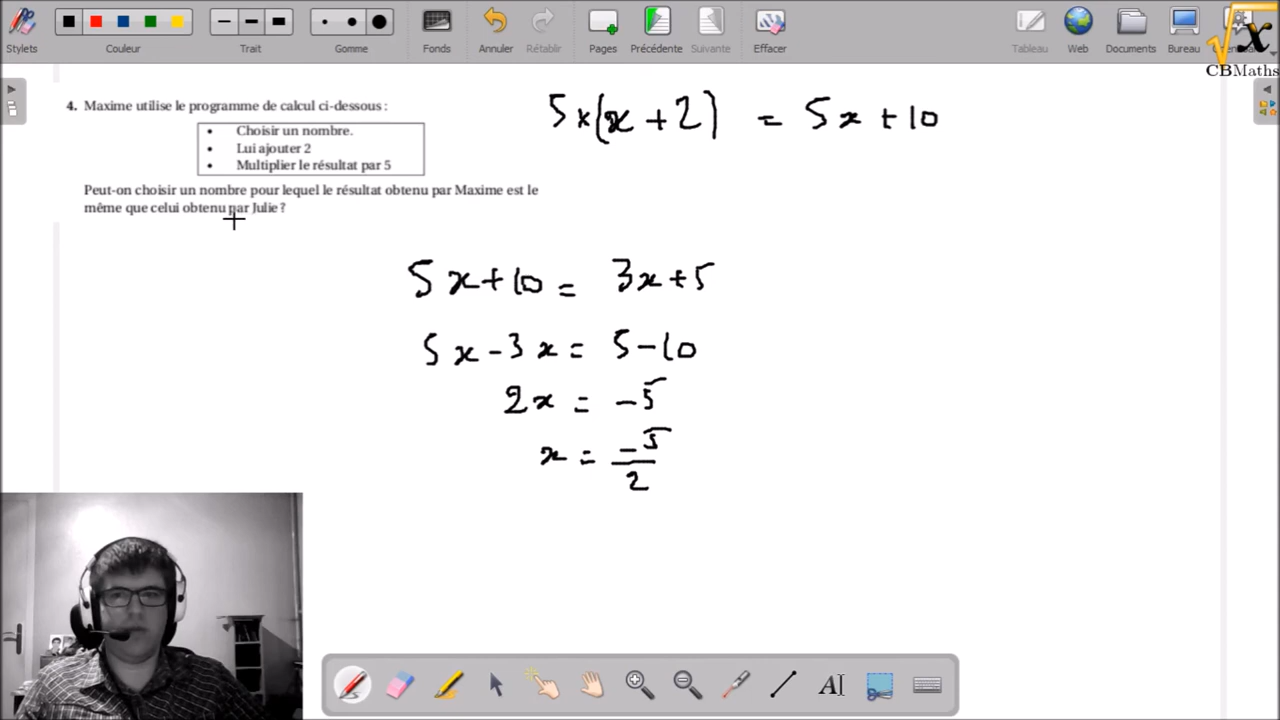 Stylets Couleur Trait Gomme Fonds Annuler Rétablir Pages Précédente Suivante Effacer Tableau Web Documents Bureau
CBMaths
4. Maxime utilise le programme de calcul ci-dessous :
• Choisir un nombre.
• Lui ajouter 2
• Multiplier le résultat par 5
Peut-on choisir un nombre pour lequel le résultat obtenu par Maxime est le
même que celui obtenu par Julie ?
5×(x+2) = 5x+10
5x+10 = 3x+5
5x-3x = 5-10
2x = -5
x = -5/2